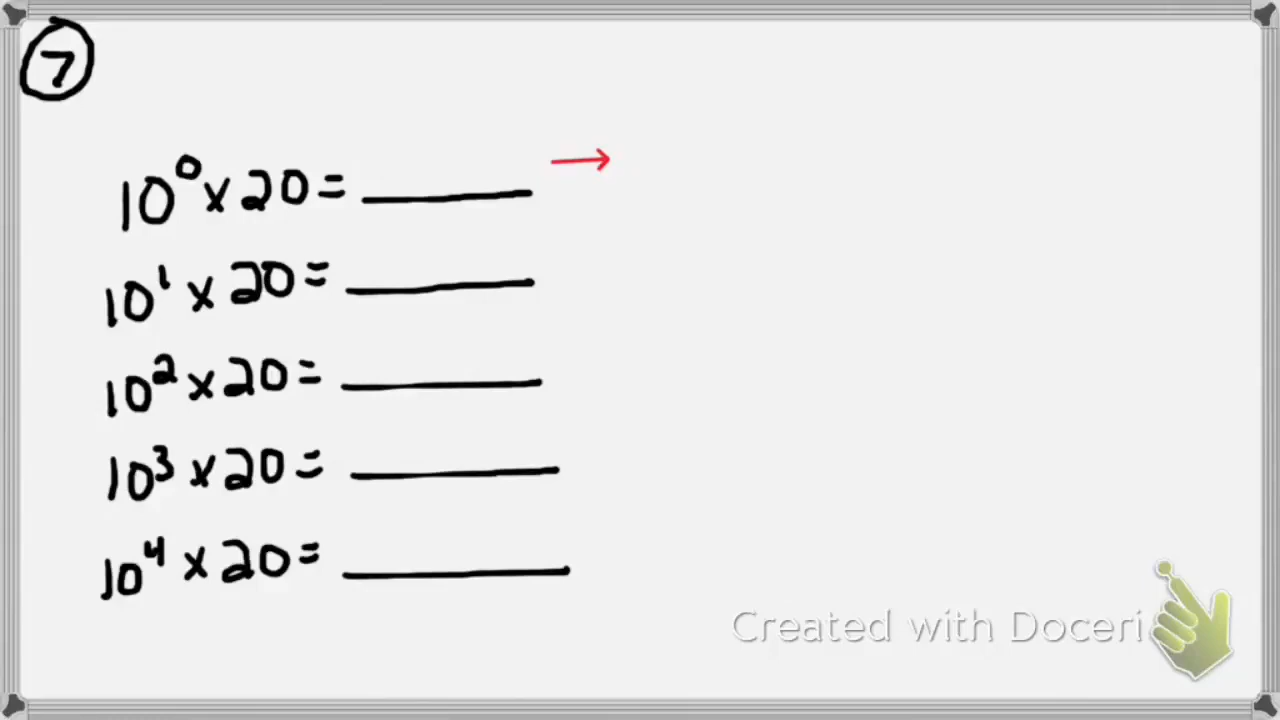 7
10⁰ x 20 = ______
10¹ x 20 = ______
10² x 20 = ______
10³ x 20 = ______
10⁴ x 20 = ______
Created with Doceri